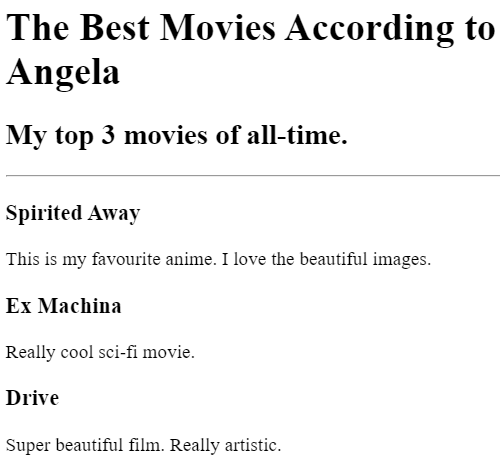 The Best Movies According to
Angela
My top 3 movies of all-time.
Spirited Away
This is my favourite anime. I love the beautiful images.
Ex Machina
Really cool sci-fi movie.
Drive
Super beautiful film. Really artistic.